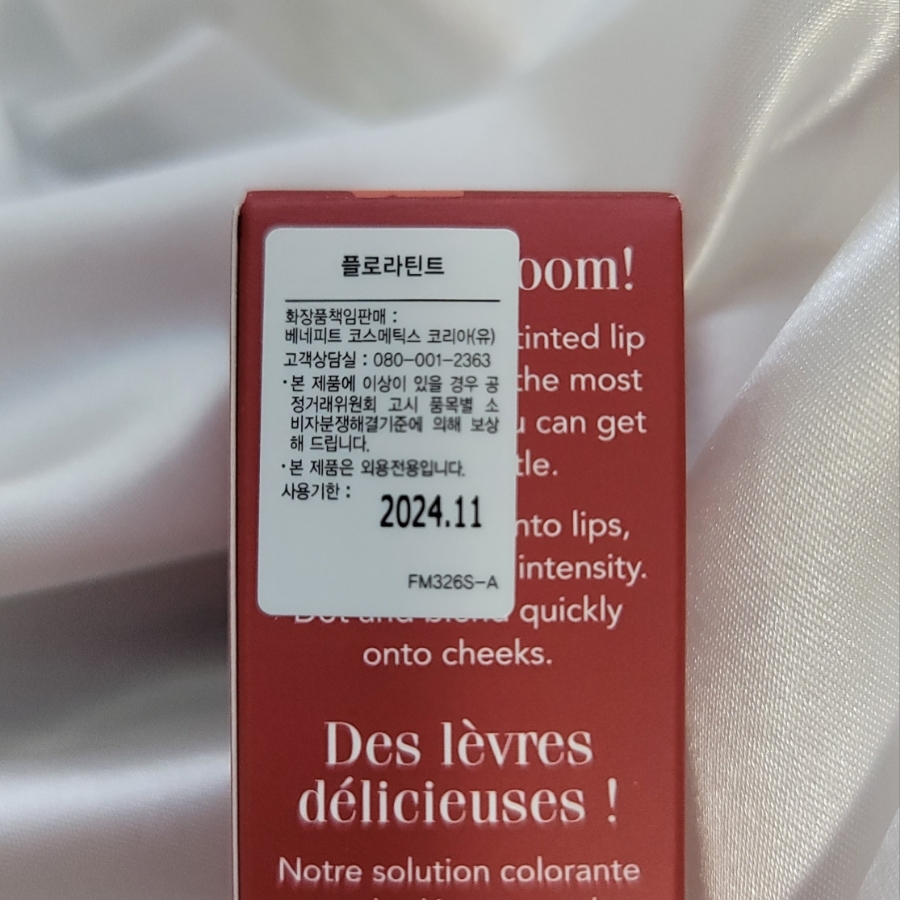 플로라틴트
화장품책임판매 :
베네피트 코스메틱스 코리아(유)
고객상담실 : 080-001-2363
·본 제품에 이상이 있을 경우 공
정거래위원회 고시 품목별 소
비자분쟁해결기준에 의해 보상
해 드립니다.
·본 제품은 외용전용입니다.
사용기한 :
2024.11
FM326S-A
oom!
tinted lip
the most
u can get
tle.
nto lips,
intensity.
Dot and blend quickly
onto cheeks.
Des lèvres
délicieuses !
Notre solution colorante